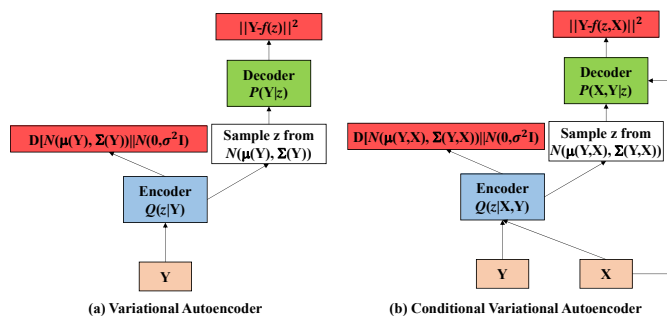 ||Y-f(z)||²
Decoder
P(Y|z)
D[N(μ(Y), Σ(Y))||N(0,σ²I)
Sample z from
N(μ(Y), Σ(Y))
Encoder
Q(z|Y)
Y
(a) Variational Autoencoder
||Y-f(z,X)||²
Decoder
P(X,Y|z)
D[N(μ(Y,X), Σ(Y,X))||N(0,σ²I)
Sample z from
N(μ(Y,X), Σ(Y,X))
Encoder
Q(z|X,Y)
Y
X
(b) Conditional Variational Autoencoder